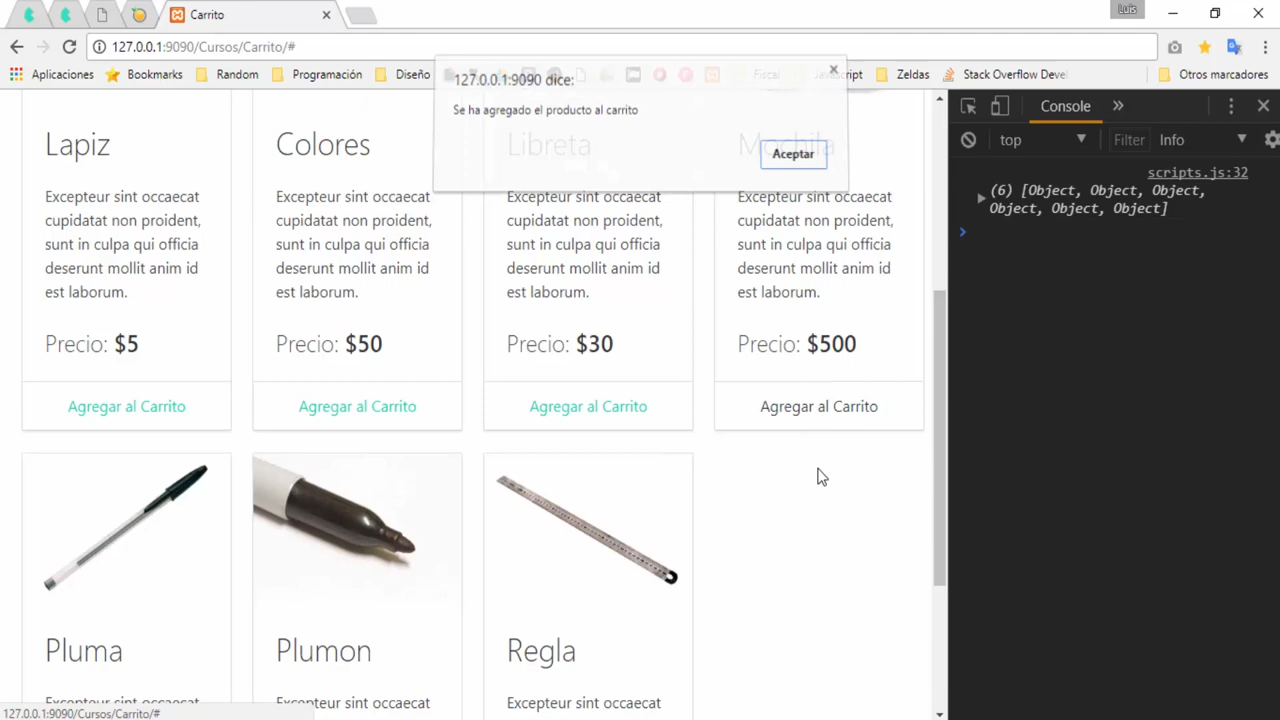 Carrito
Luis
127.0.0.1:9090/Cursos/Carrito/#
Aplicaciones Bookmarks Random Programación Diseño Fiscal Javascript Zeldas Stack Overflow Devel Otros marcadores
127.0.0.1:9090 dice:
Se ha agregado el producto al carrito
Aceptar
Console
top Filter Info
scripts.js:32
(6) [Object, Object, Object,
Object, Object, Object]
Lapiz
Excepteur sint occaecat
cupidatat non proident,
sunt in culpa qui officia
deserunt mollit anim id
est laborum.
Precio: $5
Agregar al Carrito
Colores
Excepteur sint occaecat
cupidatat non proident,
sunt in culpa qui officia
deserunt mollit anim id
est laborum.
Precio: $50
Agregar al Carrito
Libreta
Excepteur sint occaecat
cupidatat non proident,
sunt in culpa qui officia
deserunt mollit anim id
est laborum.
Precio: $30
Agregar al Carrito
Mochila
Excepteur sint occaecat
cupidatat non proident,
sunt in culpa qui officia
deserunt mollit anim id
est laborum.
Precio: $500
Agregar al Carrito
Pluma
Excepteur sint occaecat
Plumon
Excepteur sint occaecat
Regla
Excepteur sint occaecat
127.0.0.1:9090/Cursos/Carrito/#